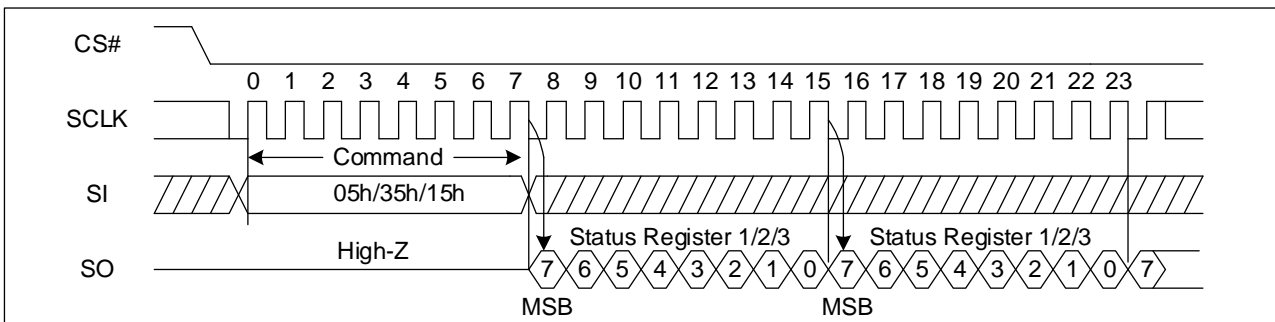 CS#
0 1 2 3 4 5 6 7 8 9 10 11 12 13 14 15 16 17 18 19 20 21 22 23
SCLK
Command
SI 05h/35h/15h
High-Z Status Register 1/2/3 Status Register 1/2/3
SO 7 6 5 4 3 2 1 0 7 6 5 4 3 2 1 0 7
MSB MSB